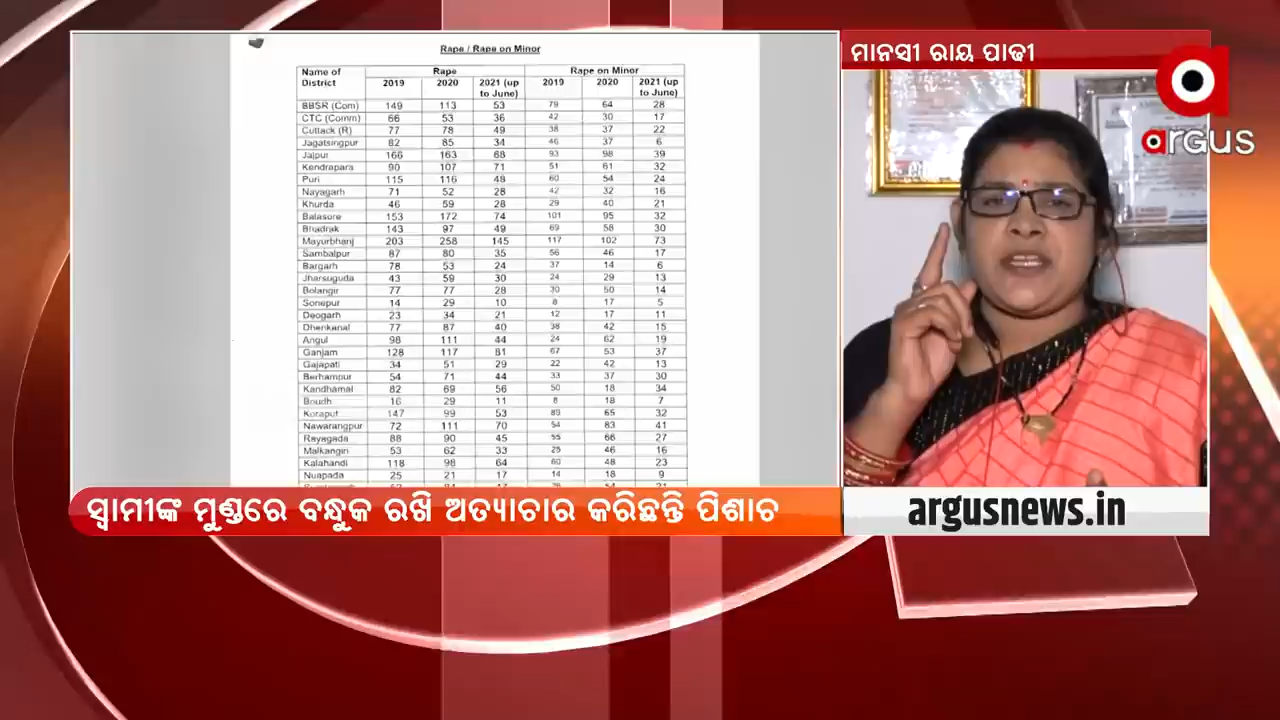 Rape / Rape on Minor
Name of District Rape Rape on Minor
2019 2020 2021 (up to June) 2019 2020 2021 (up to June)
BBSR (Com) 149 113 53 79 64 28
CTC (Comm) 66 53 36 42 30 17
Cuttack (R) 77 78 49 38 37 22
Jagatsingpur 82 85 34 46 37 6
Jajpur 166 163 68 93 98 39
Kendrapara 90 107 71 51 61 32
Puri 115 116 48 60 54 24
Nayagarh 71 52 28 42 32 16
Khurda 46 59 28 29 40 21
Balasore 153 172 74 101 95 32
Bhadrak 143 97 49 69 58 30
Mayurbhanj 203 258 145 117 102 73
Sambalpur 87 80 35 56 46 17
Bargarh 78 53 24 37 14 6
Jharsuguda 43 59 30 24 29 13
Bolangir 77 77 28 30 50 14
Sonepur 14 29 10 8 17 5
Deogarh 23 34 21 12 17 11
Dhenkanal 77 87 40 38 42 15
Angul 98 111 44 24 62 19
Ganjam 128 117 81 67 53 37
Gajapati 34 51 29 22 42 13
Berhampur 54 71 44 33 37 30
Kandhamal 82 69 56 50 18 34
Boudh 16 29 11 8 18 7
Koraput 147 99 53 89 65 32
Nawarangpur 72 111 70 54 83 41
Rayagada 88 90 45 55 66 27
Malkangiri 53 62 33 25 46 16
Kalahandi 118 98 64 60 48 23
Nuapada 25 21 17 14 18 9
ମାନସୀ ରାୟ ପାଢୀ
argus
ସ୍ୱାମୀଙ୍କ ମୁଣ୍ଡରେ ବନ୍ଧୁକ ରଖି ଅତ୍ୟାଚାର କରିଛନ୍ତି ପିଶାଚ
argusnews.in